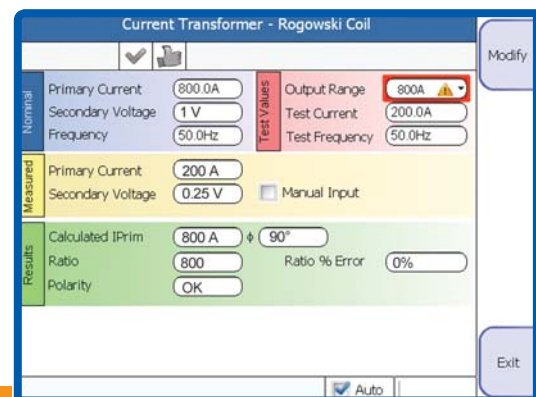 Current Transformer - Rogowski Coil
Modify
Nominal
Primary Current 800.0A
Secondary Voltage 1 V
Frequency 50.0Hz
Test Values
Output Range 800A
Test Current 200.0A
Test Frequency 50.0Hz
Measured
Primary Current 200 A
Secondary Voltage 0.25 V Manual Input
Results
Calculated IPrim 800 A ϕ 90°
Ratio 800 Ratio % Error 0%
Polarity OK
Exit
Auto